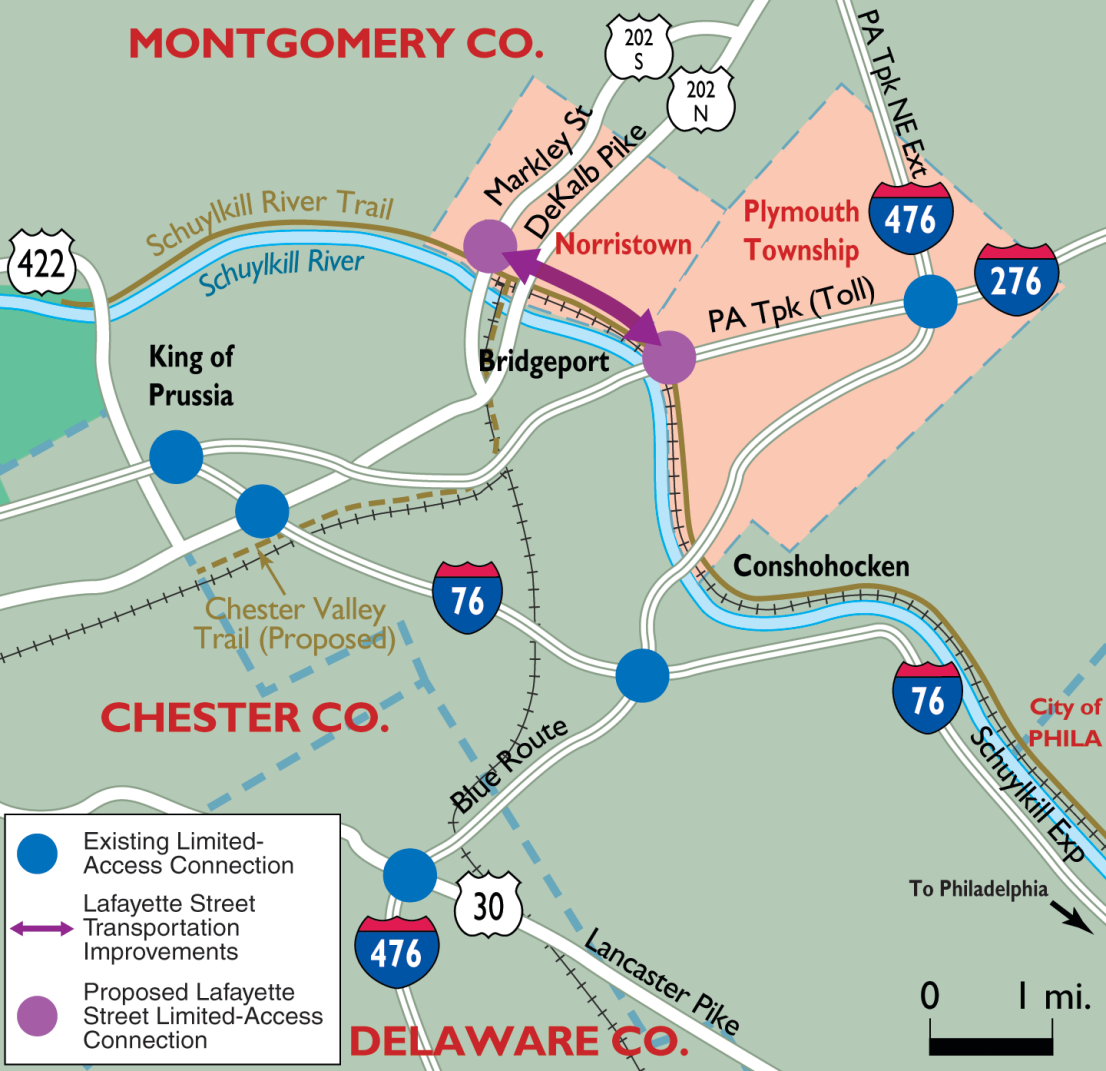 MONTGOMERY CO.
202
S
202
N
PA Tpk NE Ext
Markley St
DeKalb Pike
Schuylkill River Trail
Schuylkill River
422
Norristown
Plymouth
Township
476
276
PA Tpk (Toll)
King of
Prussia
Bridgeport
Conshohocken
76
Chester Valley
Trail (Proposed)
CHESTER CO.
76
City of
PHILA
Blue Route
Schuylkill Exp
To Philadelphia
30
476
Lancaster Pike
DELAWARE CO.
0 1 mi.
Existing Limited-
Access Connection
Lafayette Street
Transportation
Improvements
Proposed Lafayette
Street Limited-Access
Connection